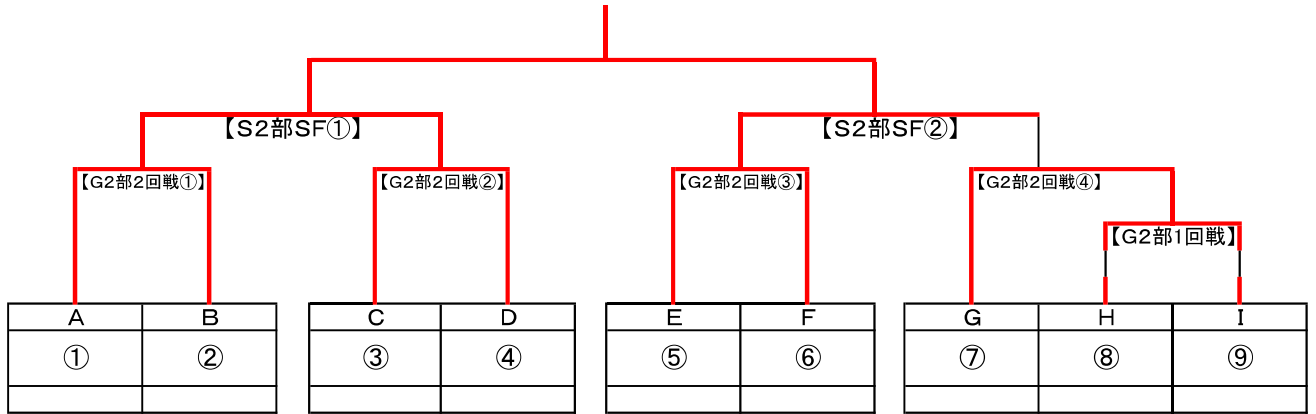 【S2部SF①】 【S2部SF②】
【G2部2回戦①】 【G2部2回戦②】 【G2部2回戦③】 【G2部2回戦④】
【G2部1回戦】
A B C D E F G H I
① ② ③ ④ ⑤ ⑥ ⑦ ⑧ ⑨